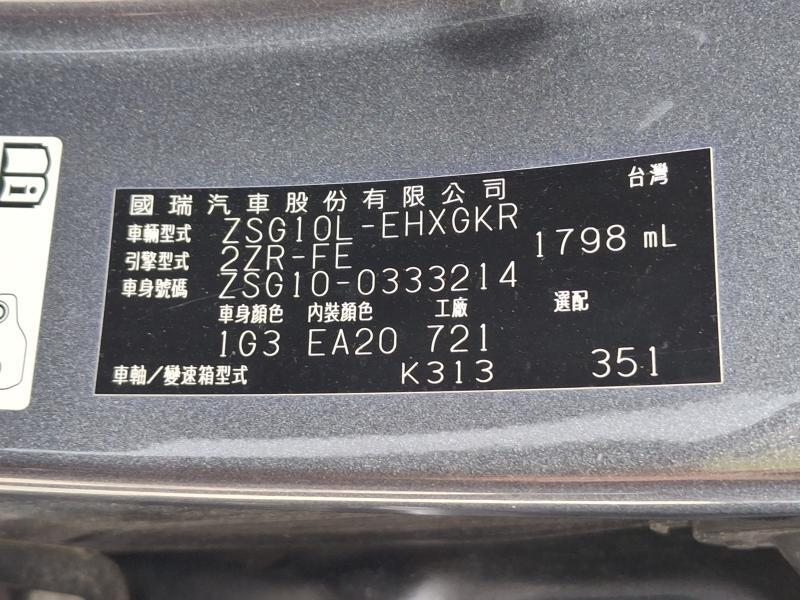 國瑞汽車股份有限公司 台灣
車輛型式 ZSG10L-EHXGKR
引擎型式 2ZR-FE 1798 mL
車身號碼 ZSG10-0333214
車身顏色 內裝顏色 工廠 選配
1G3 EA20 721
車軸/變速箱型式 K313 351